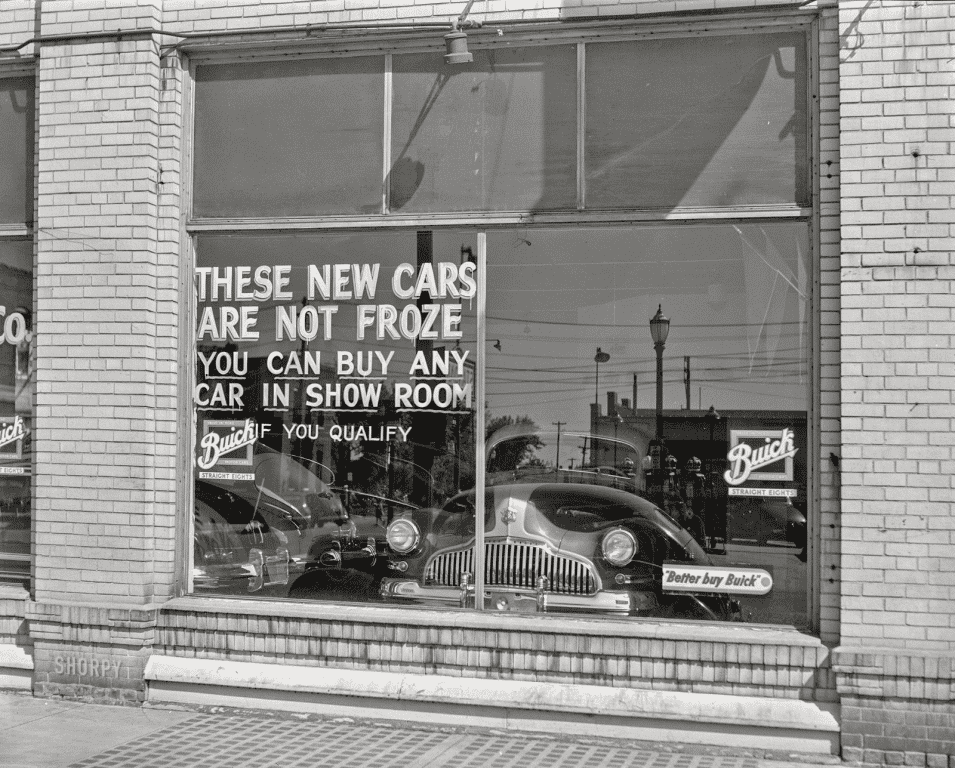 THESE NEW CARS
ARE NOT FROZE
YOU CAN BUY ANY
CAR IN SHOW ROOM
IF YOU QUALIFY
Co.
Buick
STRAIGHT EIGHTS
Buick
STRAIGHT EIGHTS
"Better buy Buick"
SHORPY